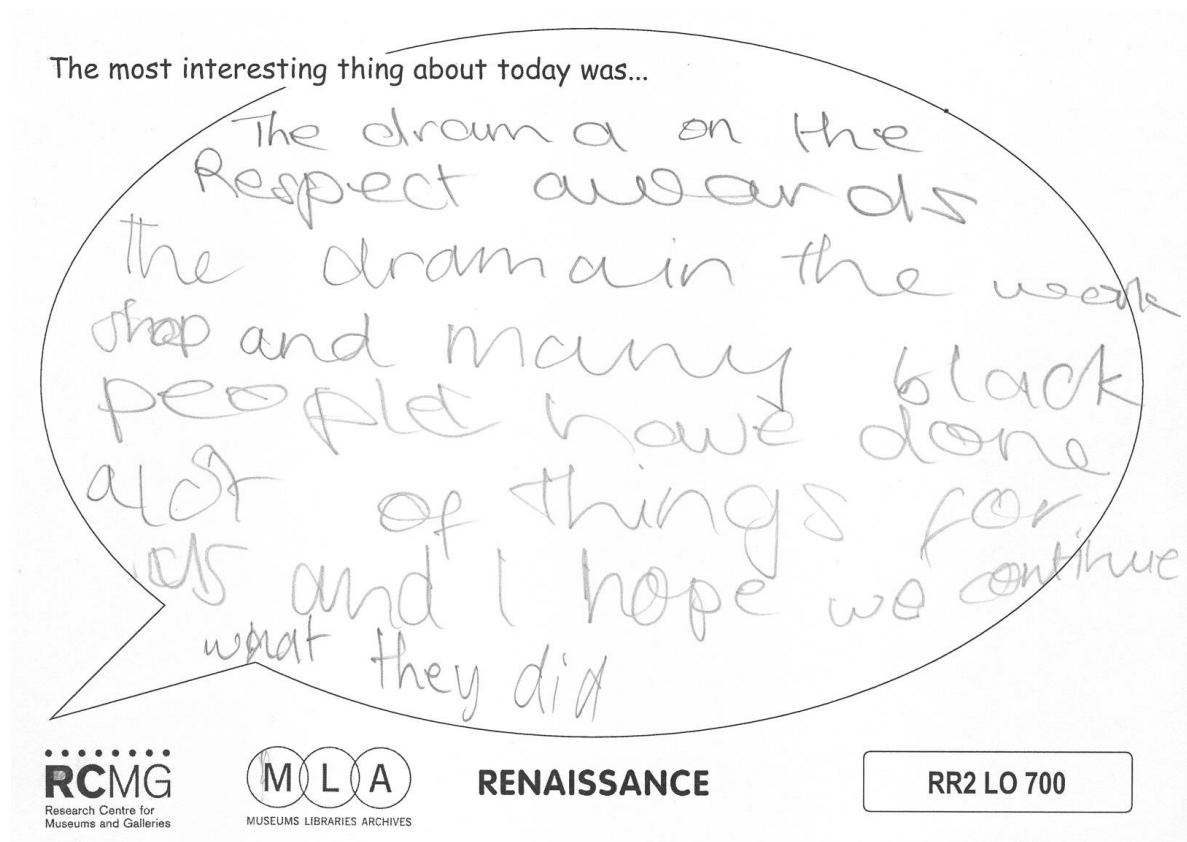 The most interesting thing about today was...
The drama on the
Respect awards
the drama in the work
shop and many black
people have done
alot of things for
us and I hope we continue
what they did
RCMG
Research Centre for
Museums and Galleries
MLA
MUSEUMS LIBRARIES ARCHIVES
RENAISSANCE
RR2 LO 700